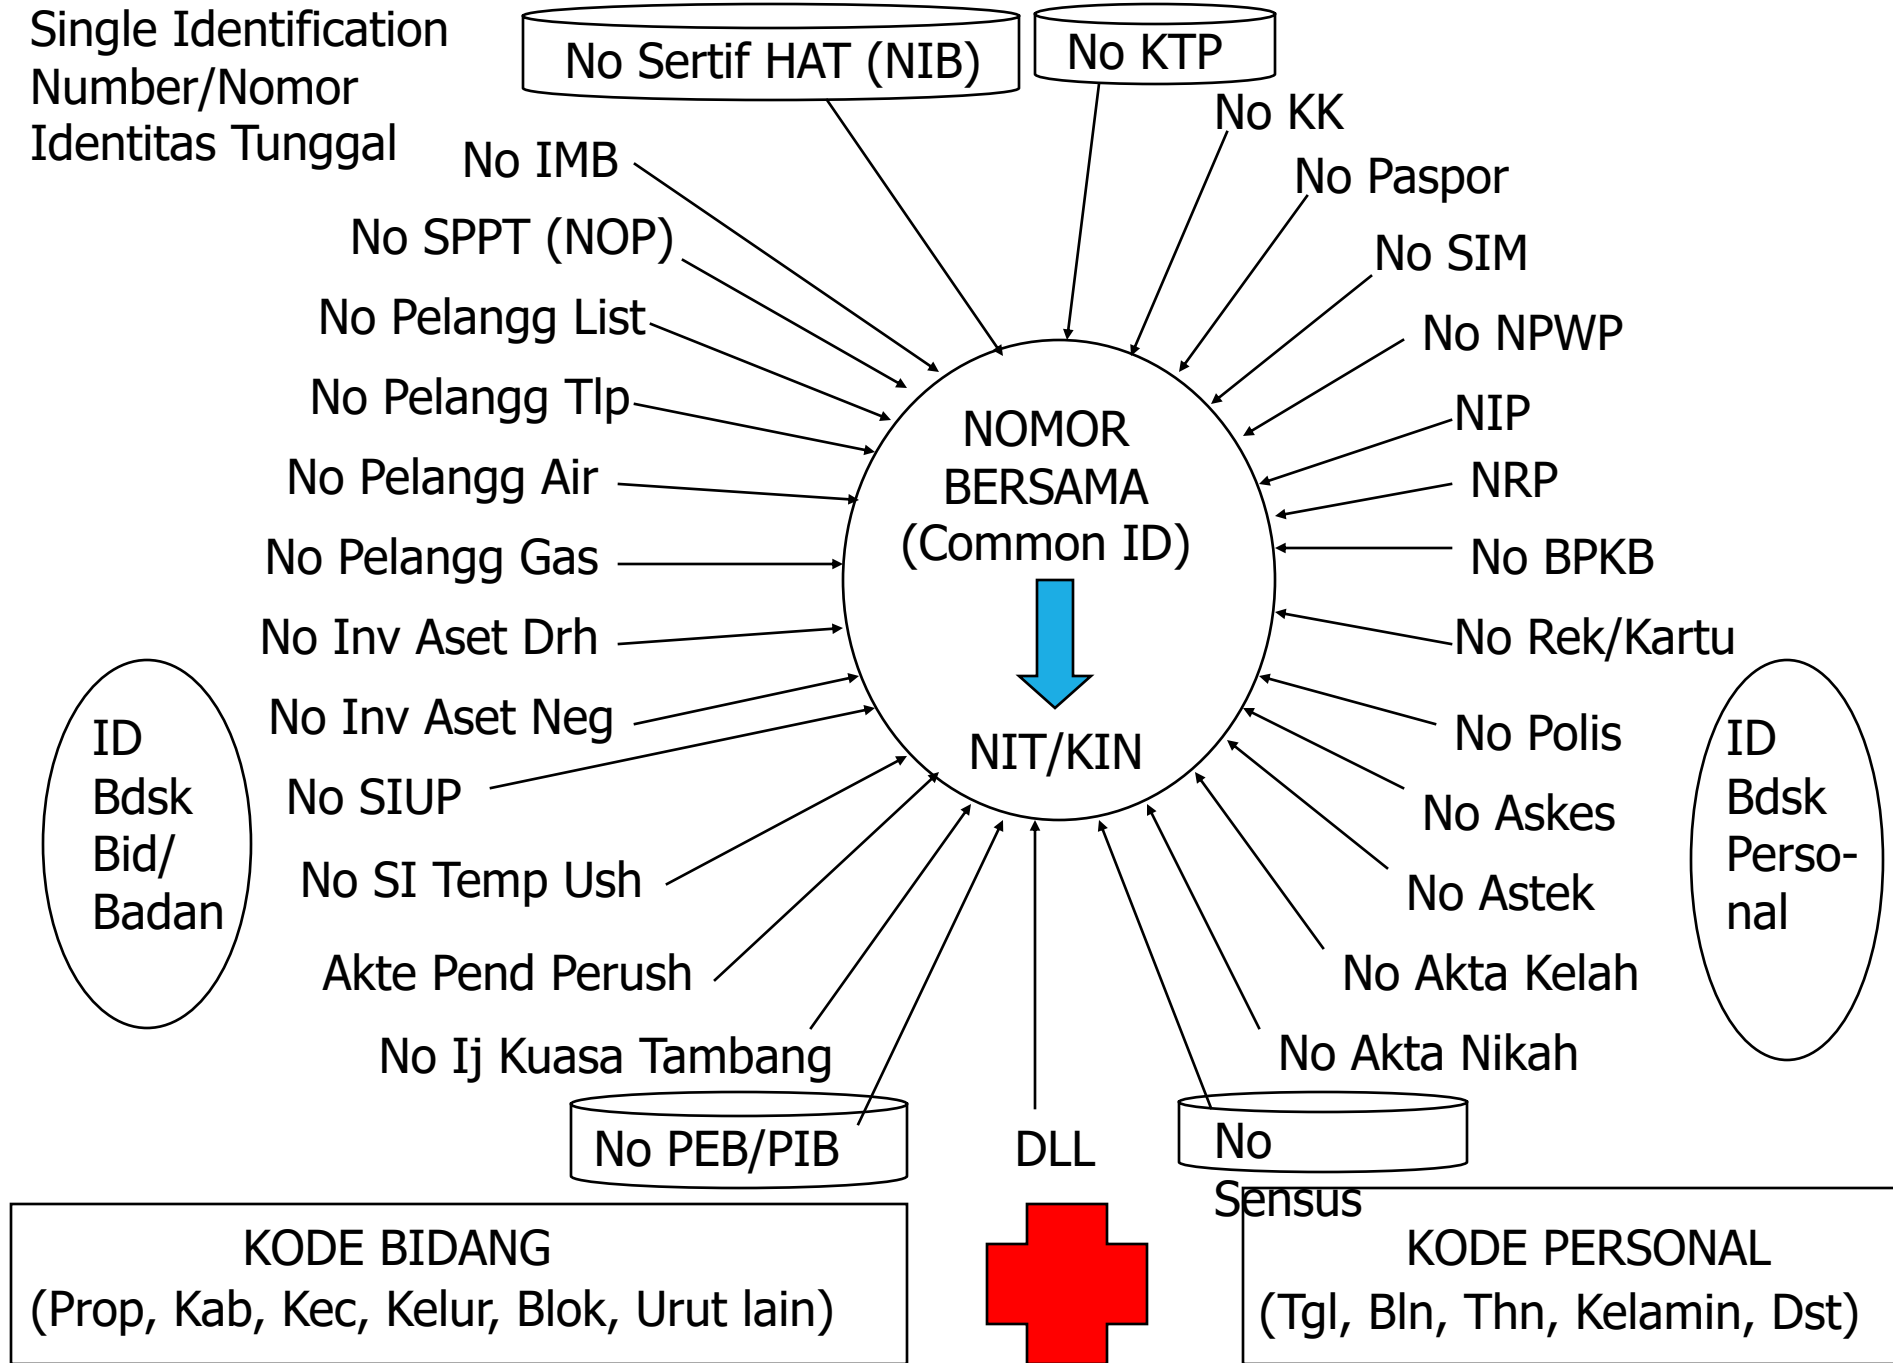 Single Identification
Number/Nomor
Identitas Tunggal
No Sertif HAT (NIB)
No KTP
No KK
No IMB
No Paspor
No SPPT (NOP)
No SIM
No Pelangg List
No NPWP
No Pelangg Tlp
NIP
No Pelangg Air
NRP
No Pelangg Gas
No BPKB
No Inv Aset Drh
No Rek/Kartu
No Inv Aset Neg
No Polis
No SIUP
No Askes
No SI Temp Ush
No Astek
Akte Pend Perush
No Akta Kelah
No Ij Kuasa Tambang
No Akta Nikah
No PEB/PIB
DLL
No
Sensus
NOMOR
BERSAMA
(Common ID)
NIT/KIN
ID
Bdsk
Bid/
Badan
ID
Bdsk
Perso-
nal
KODE BIDANG
(Prop, Kab, Kec, Kelur, Blok, Urut lain)
KODE PERSONAL
(Tgl, Bln, Thn, Kelamin, Dst)